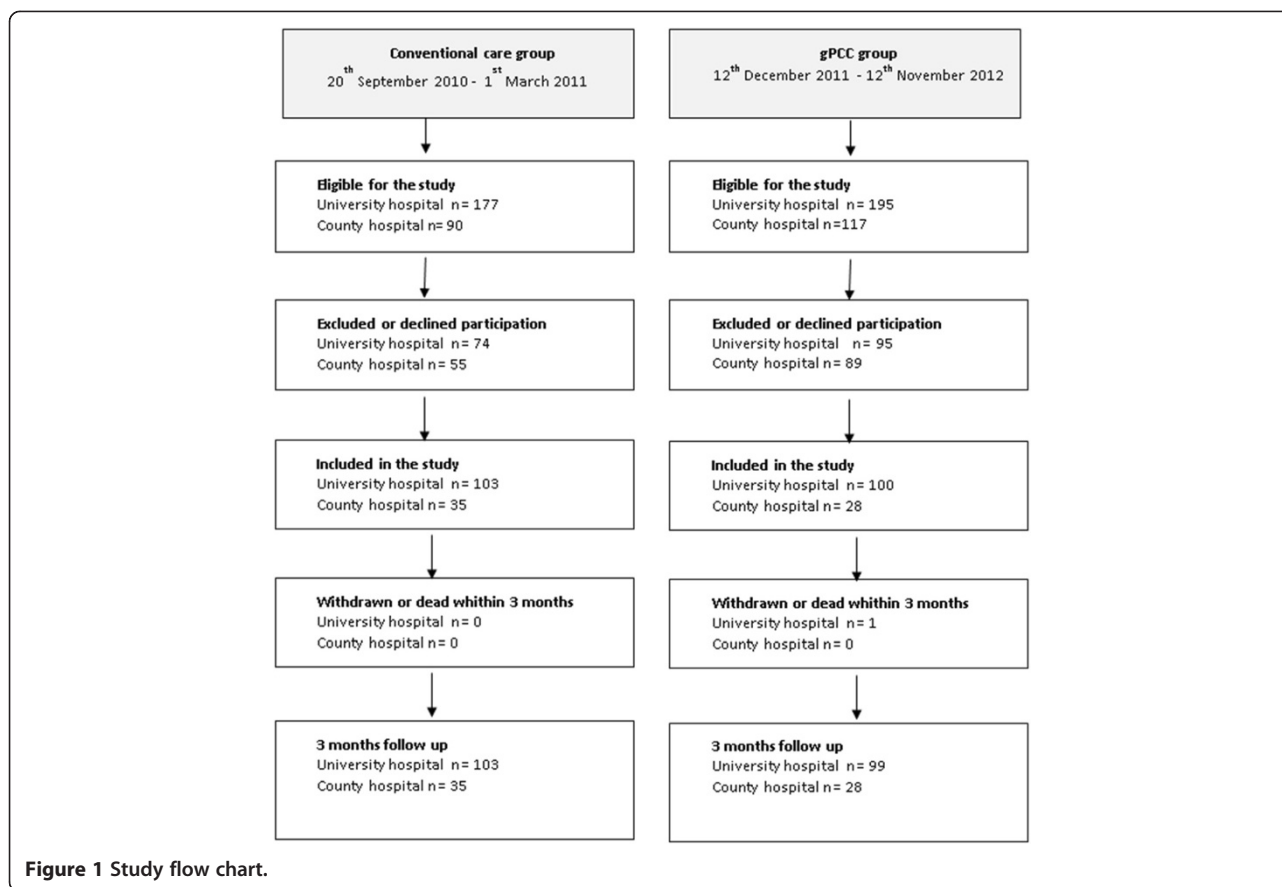 Conventional care group
20th September 2010 - 1st March 2011
Eligible for the study
University hospital n= 177
County hospital n= 90
Excluded or declined participation
University hospital n= 74
County hospital n= 55
Included in the study
University hospital n= 103
County hospital n= 35
Withdrawn or dead whithin 3 months
University hospital n= 0
County hospital n= 0
3 months follow up
University hospital n= 103
County hospital n= 35
gPCC group
12th December 2011 - 12th November 2012
Eligible for the study
University hospital n= 195
County hospital n=117
Excluded or declined participation
University hospital n= 95
County hospital n= 89
Included in the study
University hospital n= 100
County hospital n= 28
Withdrawn or dead whithin 3 months
University hospital n= 1
County hospital n= 0
3 months follow up
University hospital n= 99
County hospital n= 28
Figure 1 Study flow chart.